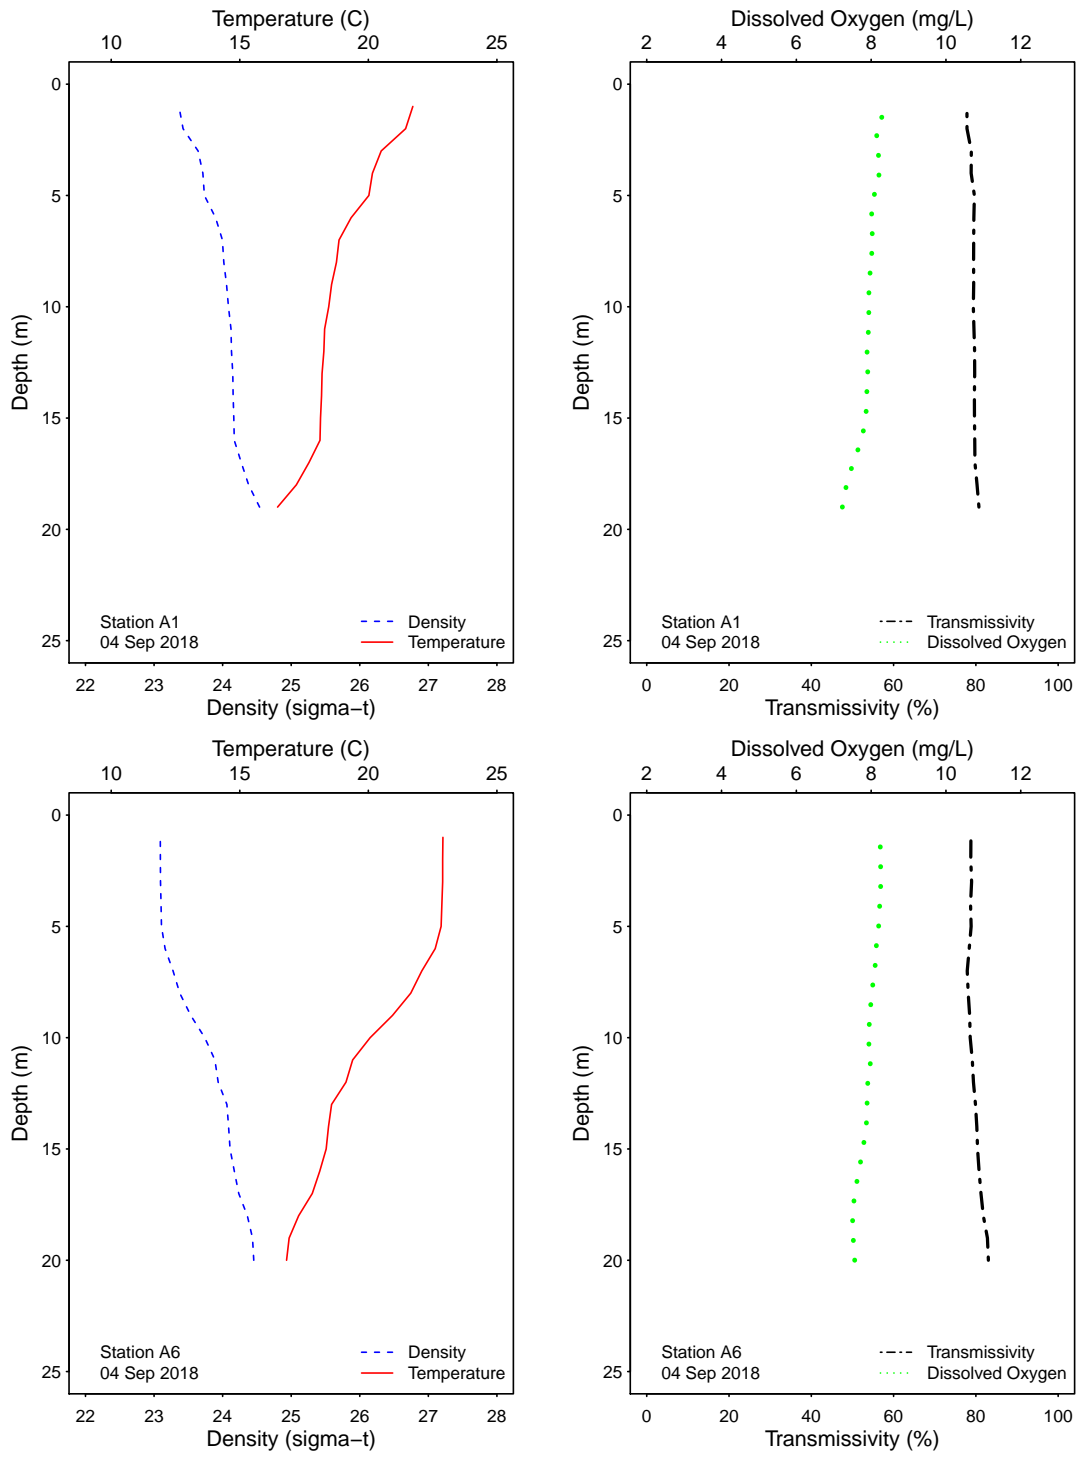 Temperature (C) Dissolved Oxygen (mg/L)
10 15 20 25 2 4 6 8 10 12
0 0
5 5
10 10
Depth (m) Depth (m)
15 15
20 20
Station A1 Density Station A1 Transmissivity
04 Sep 2018 Temperature 04 Sep 2018 Dissolved Oxygen
25 25
22 23 24 25 26 27 28 0 20 40 60 80 100
Density (sigma−t) Transmissivity (%)
Temperature (C) Dissolved Oxygen (mg/L)
10 15 20 25 2 4 6 8 10 12
0 0
5 5
10 10
Depth (m) Depth (m)
15 15
20 20
Station A6 Density Station A6 Transmissivity
04 Sep 2018 Temperature 04 Sep 2018 Dissolved Oxygen
25 25
22 23 24 25 26 27 28 0 20 40 60 80 100
Density (sigma−t) Transmissivity (%)